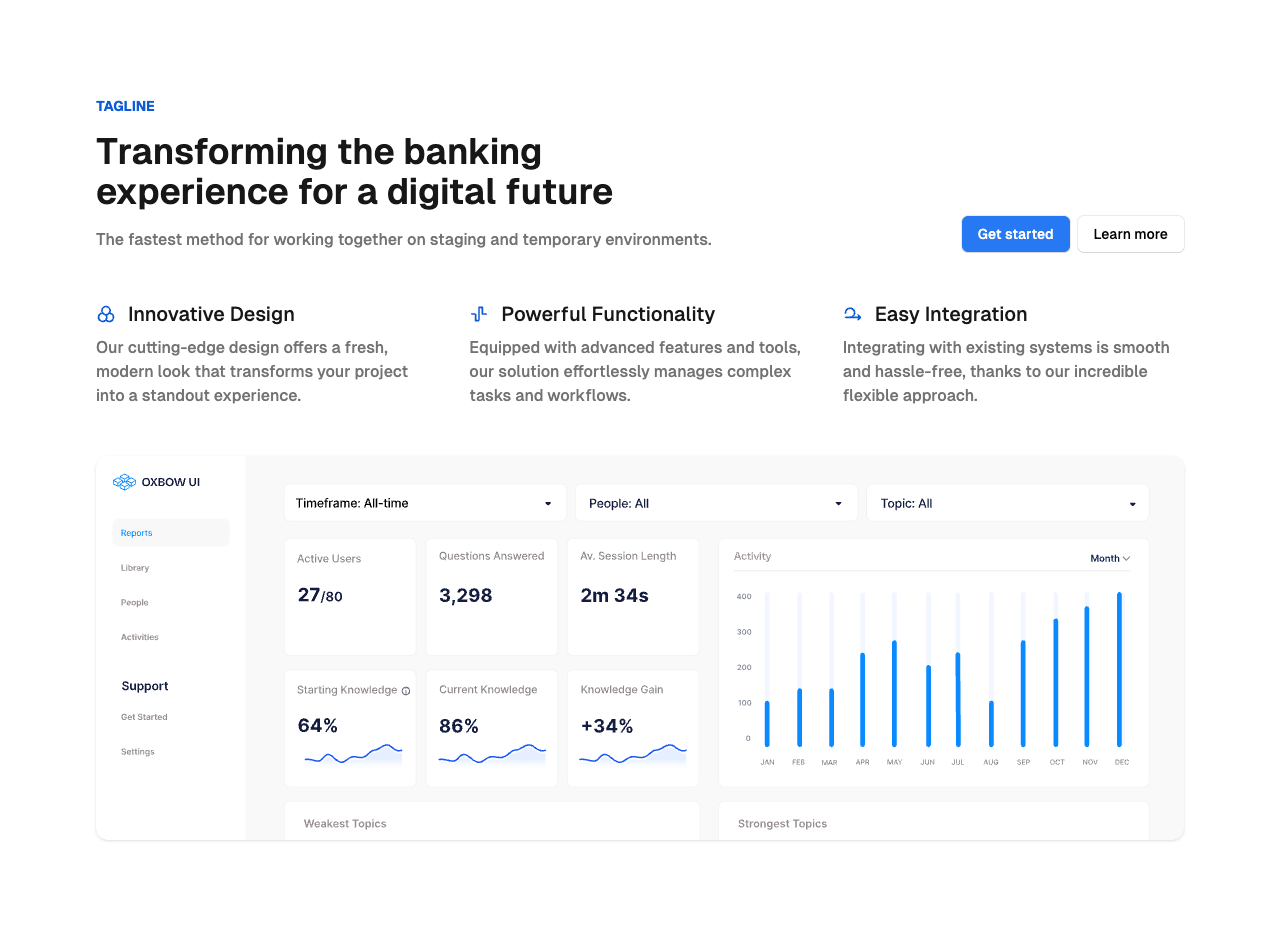 TAGLINE
Transforming the banking
experience for a digital future
The fastest method for working together on staging and temporary environments.
Get started
Learn more
Innovative Design
Our cutting-edge design offers a fresh,
modern look that transforms your project
into a standout experience.
Powerful Functionality
Equipped with advanced features and tools,
our solution effortlessly manages complex
tasks and workflows.
Easy Integration
Integrating with existing systems is smooth
and hassle-free, thanks to our incredible
flexible approach.
OXBOW UI
Reports
Library
People
Activities
Support
Get Started
Settings
Timeframe: All-time
People: All
Topic: All
Active Users
27/80
Questions Answered
3,298
Av. Session Length
2m 34s
Starting Knowledge
64%
Current Knowledge
86%
Knowledge Gain
+34%
Activity
Month
400
300
200
100
0
JAN FEB MAR APR MAY JUN JUL AUG SEP OCT NOV DEC
Weakest Topics
Strongest Topics